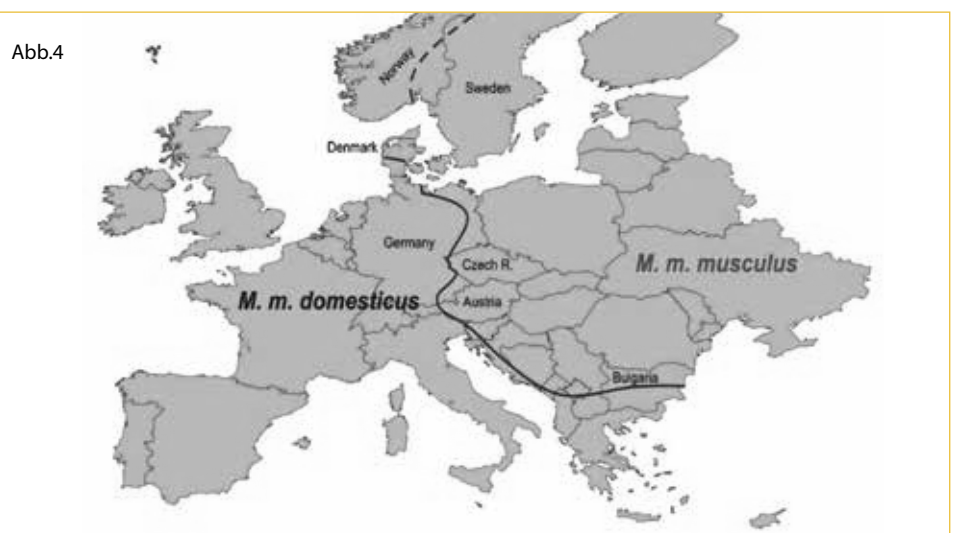 Abb.4
Norway
Sweden
Denmark
Germany
Czech R.
M. m. musculus
M. m. domesticus
Austria
Bulgaria